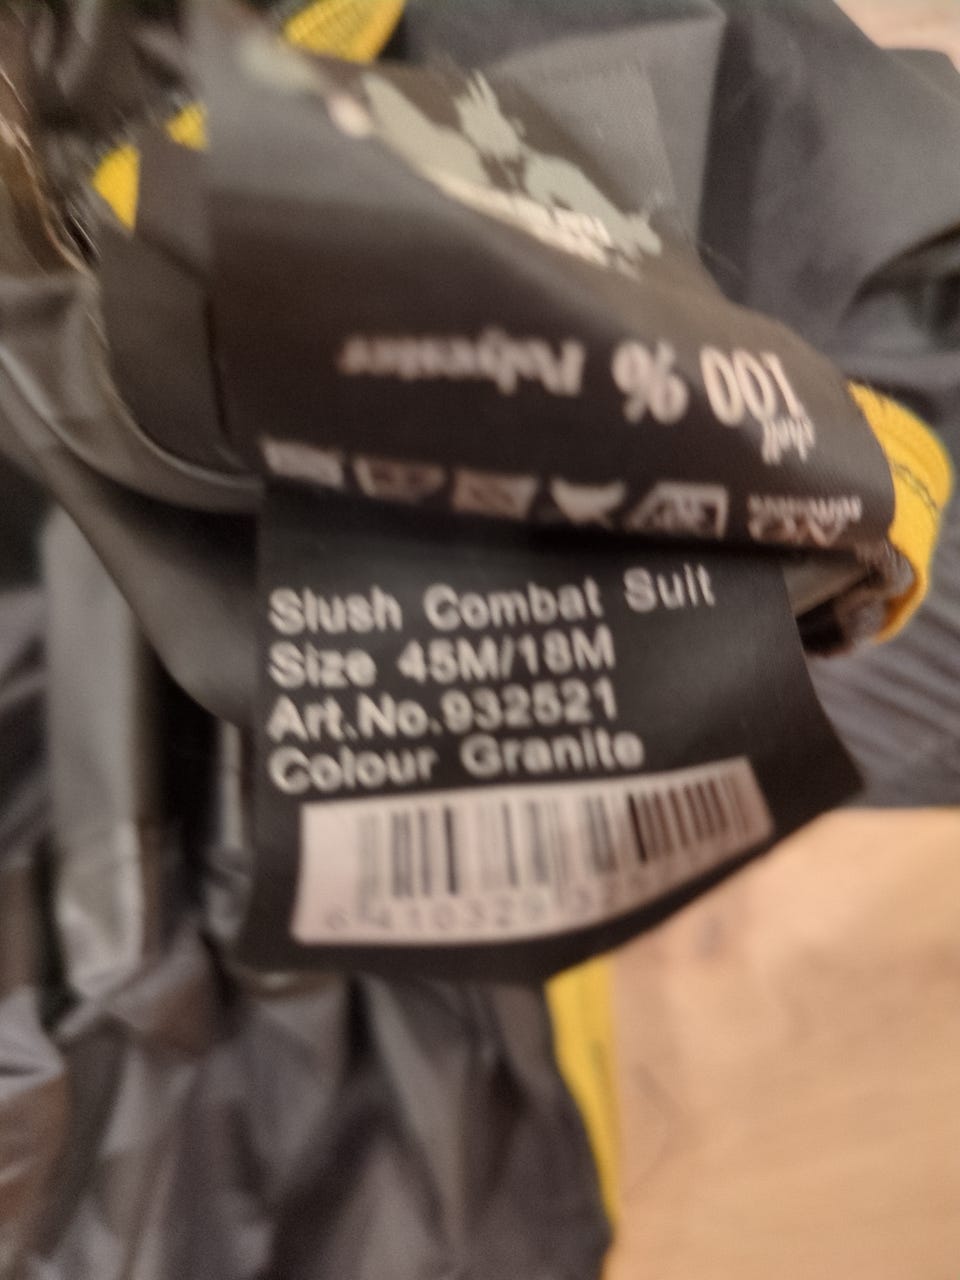 100 % Polyester
Slush Combat Suit
Size 45M/18M
Art.No.932521
Colour Granite